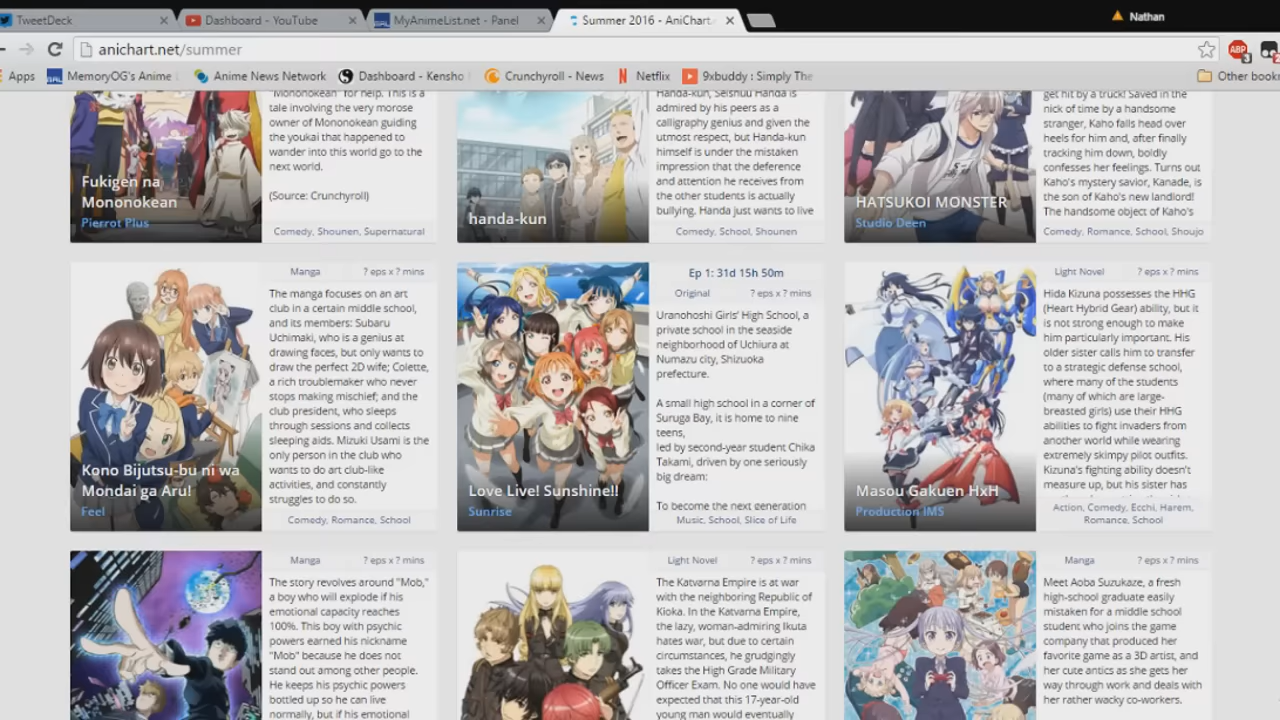 TweetDeck
Dashboard - YouTube
MyAnimeList.net - Panel
Summer 2016 - AniChart
Nathan
anichart.net/summer
ABP
3
Apps
MemoryOG's Anime
Anime News Network
Dashboard - Kensho
Crunchyroll - News
Netflix
9xbuddy : Simply The
Other book
"Mononokean" for help. This is a
tale involving the very morose
owner of Mononokean guiding
the youkai that happened to
wander into this world go to the
next world.
(Source: Crunchyroll)
Fukigen na
Mononokean
Pierrot Plus
Comedy, Shounen, Supernatural
Handa-kun, Seishuu Handa is
admired by his peers as a
calligraphy genius and given the
utmost respect, but Handa-kun
himself is under the mistaken
impression that the deference
and attention he receives from
the other students is actually
bullying. Handa just wants to live
handa-kun
Comedy, School, Shounen
get hit by a truck! Saved in the
nick of time by a handsome
stranger, Kaho falls head over
heels for him and, after finally
tracking him down, boldly
confesses her feelings. Turns out
Kaho's mystery savior, Kanade, is
the son of Kaho's new landlord!
The handsome object of Kaho's
HATSUKOI MONSTER
Studio Deen
Comedy, Romance, School, Shoujo
Manga
? eps x ? mins
The manga focuses on an art
club in a certain middle school,
and its members: Subaru
Uchimaki, who is a genius at
drawing faces, but only wants to
draw the perfect 2D wife; Colette,
a rich troublemaker who never
stops making mischief; and the
club president, who sleeps
through sessions and collects
sleeping aids. Mizuki Usami is the
only person in the club who
wants to do art club-like
activities, and constantly
struggles to do so.
Kono Bijutsu-bu ni wa
Mondai ga Aru!
Feel
Comedy, Romance, School
Ep 1: 31d 15h 50m
Original
? eps x ? mins
Uranohoshi Girls' High School, a
private school in the seaside
neighborhood of Uchiura at
Numazu city, Shizuoka
prefecture.
A small high school in a corner of
Suruga Bay, it is home to nine
teens,
led by second-year student Chika
Takami, driven by one seriously
big dream:
To become the next generation
Love Live! Sunshine!!
Sunrise
Music, School, Slice of Life
Light Novel
? eps x ? mins
Hida Kizuna possesses the HHG
(Heart Hybrid Gear) ability, but it
is not strong enough to make
him particularly important. His
older sister calls him to transfer
to a strategic defense school,
where many of the students
(many of which are large-
breasted girls) use their HHG
abilities to fight invaders from
another world while wearing
extremely skimpy pilot outfits.
Kizuna's fighting ability doesn't
measure up, but his sister has
Masou Gakuen HxH
Production IMS
Action, Comedy, Ecchi, Harem,
Romance, School
Manga
? eps x ? mins
The story revolves around "Mob,"
a boy who will explode if his
emotional capacity reaches
100%. This boy with psychic
powers earned his nickname
"Mob" because he does not
stand out among other people.
He keeps his psychic powers
bottled up so he can live
normally, but if his emotional
Light Novel
? eps x ? mins
The Katvarna Empire is at war
with the neighboring Republic of
Kioka. In the Katvarna Empire,
the lazy, woman-admiring Ikuta
hates war, but due to certain
circumstances, he grudgingly
takes the High Grade Military
Officer Exam. No one would have
expected that this 17-year-old
young man would eventually
Manga
? eps x ? mins
Meet Aoba Suzukaze, a fresh
high-school graduate easily
mistaken for a middle school
student who joins the game
company that produced her
favorite game as a 3D artist, and
her cute antics as she gets her
way through work and deals with
her rather wacky co-workers.